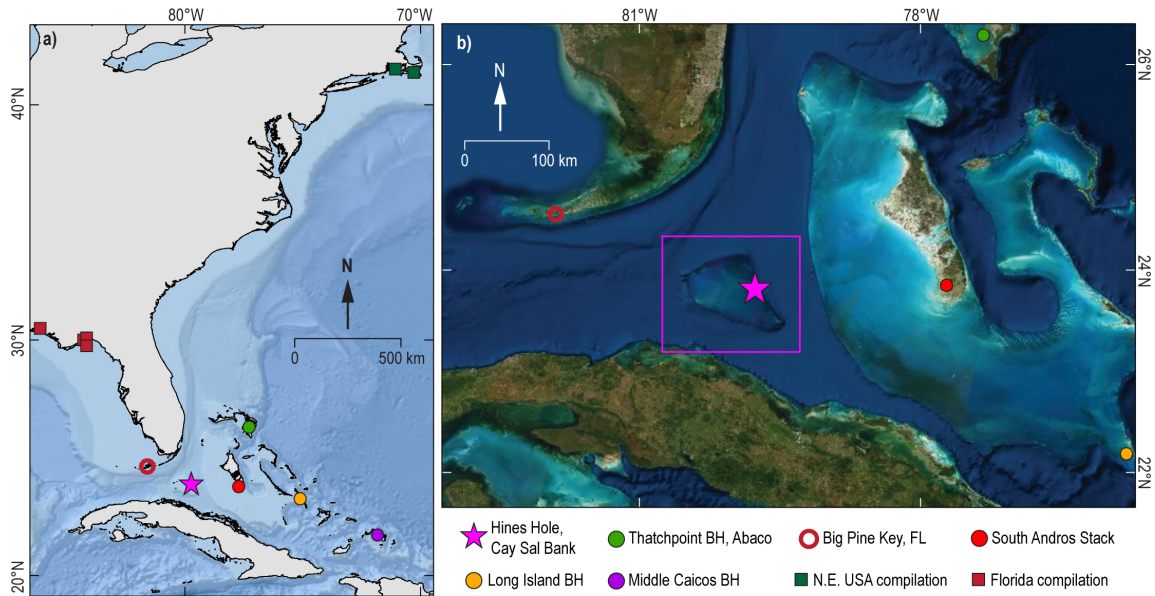 80°W
70°W
a)
40°N
N
30°N
0
500 km
20°N
81°W
78°W
b)
26°N
N
0
100 km
24°N
22°N
Hines Hole,
Cay Sal Bank
Thatchpoint BH, Abaco
Big Pine Key, FL
South Andros Stack
Long Island BH
Middle Caicos BH
N.E. USA compilation
Florida compilation